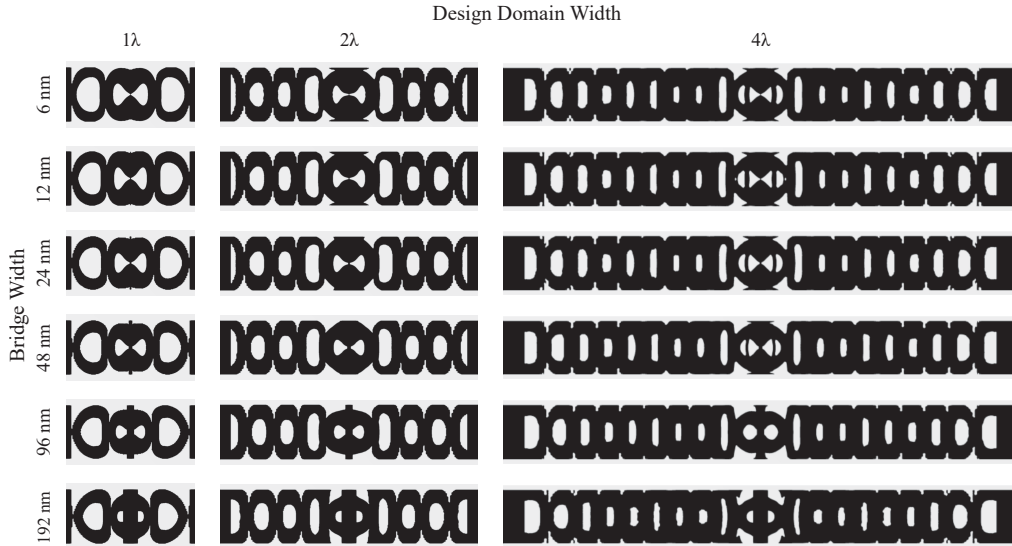 Design Domain Width
1λ
2λ
4λ
Bridge Width
6 nm
12 nm
24 nm
48 nm
96 nm
192 nm